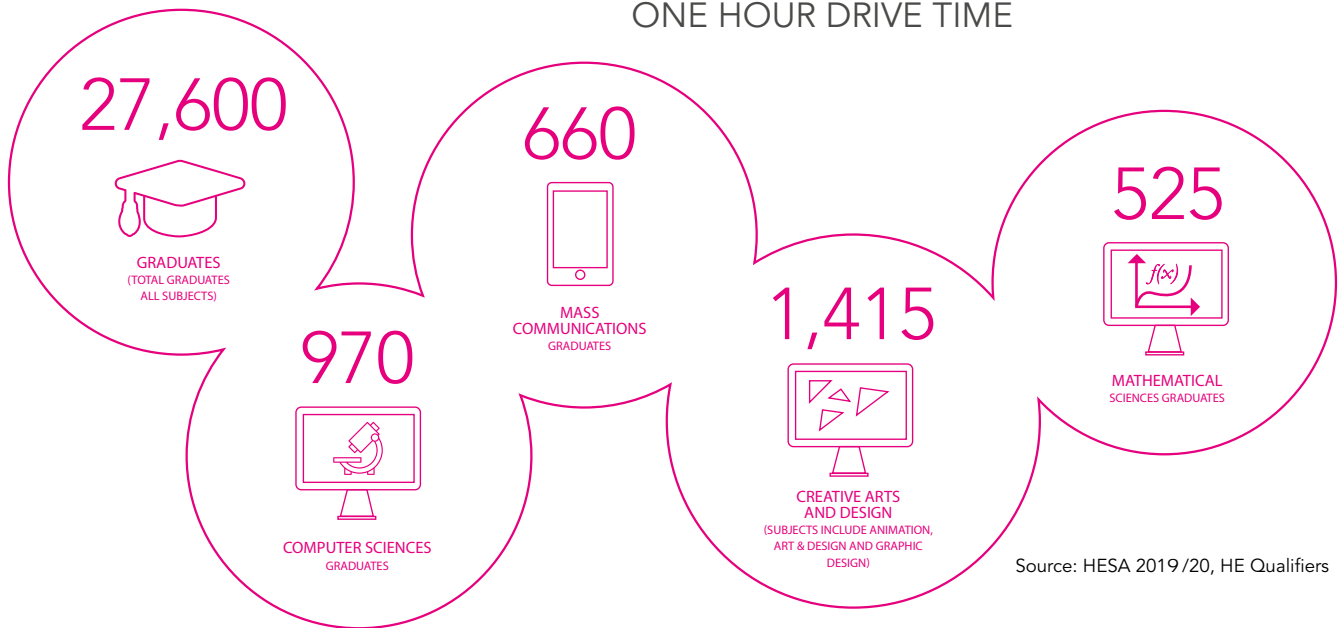 ONE HOUR DRIVE TIME
27,600
GRADUATES
(TOTAL GRADUATES
ALL SUBJECTS)
970
COMPUTER SCIENCES
GRADUATES
660
MASS
COMMUNICATIONS
GRADUATES
1,415
CREATIVE ARTS
AND DESIGN
(SUBJECTS INCLUDE ANIMATION,
ART & DESIGN AND GRAPHIC
DESIGN)
525
f(x)
MATHEMATICAL
SCIENCES GRADUATES
Source: HESA 2019/20, HE Qualifiers